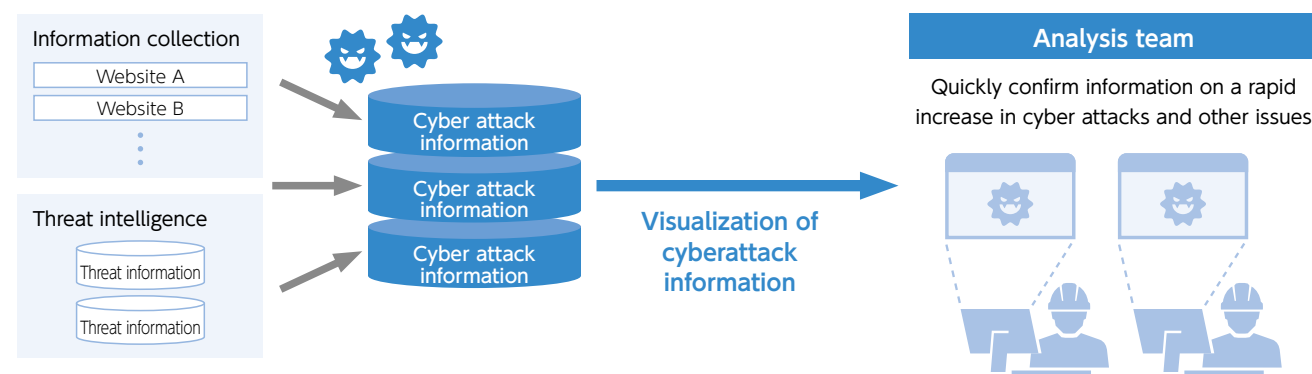 Information collection
Website A
Website B
Threat intelligence
Threat information
Threat information
Cyber attack
information
Cyber attack
information
Cyber attack
information
Visualization of
cyberattack
information
Analysis team
Quickly confirm information on a rapid
increase in cyber attacks and other issues